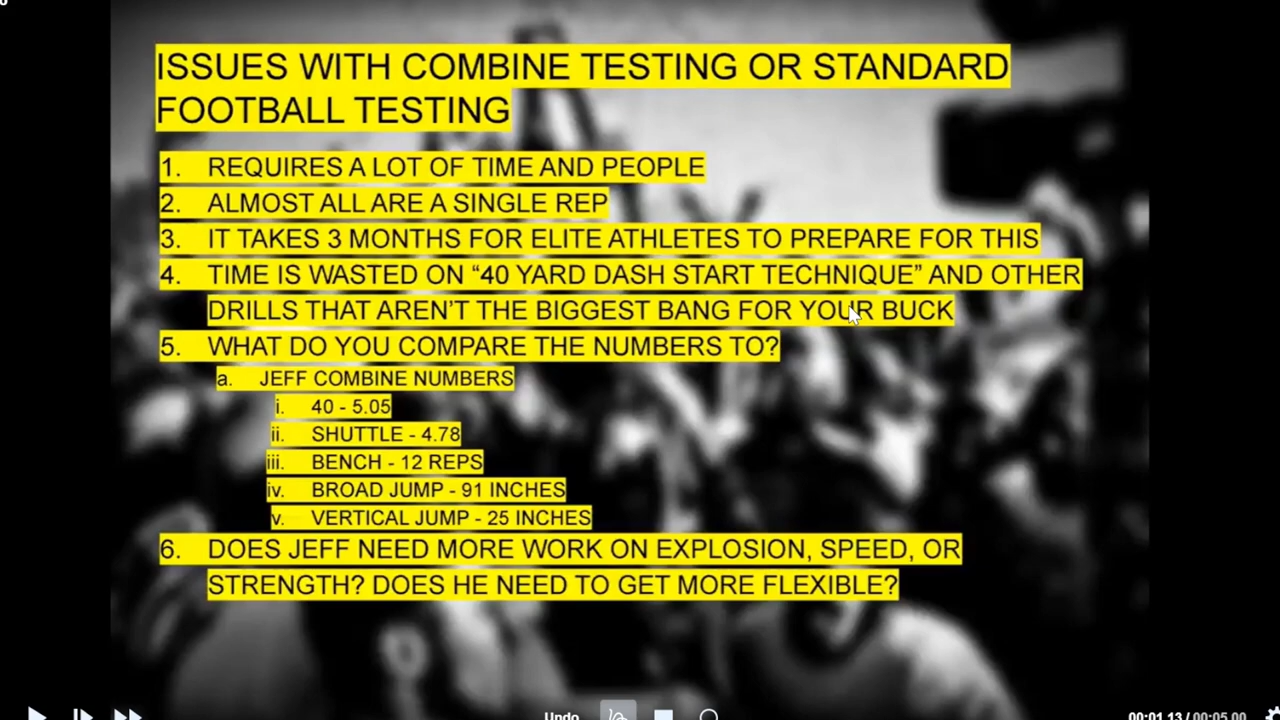 ISSUES WITH COMBINE TESTING OR STANDARD
FOOTBALL TESTING
1. REQUIRES A LOT OF TIME AND PEOPLE
2. ALMOST ALL ARE A SINGLE REP
3. IT TAKES 3 MONTHS FOR ELITE ATHLETES TO PREPARE FOR THIS
4. TIME IS WASTED ON “40 YARD DASH START TECHNIQUE” AND OTHER
DRILLS THAT AREN’T THE BIGGEST BANG FOR YOUR BUCK
5. WHAT DO YOU COMPARE THE NUMBERS TO?
a. JEFF COMBINE NUMBERS
i. 40 - 5.05
ii. SHUTTLE - 4.78
iii. BENCH - 12 REPS
iv. BROAD JUMP - 91 INCHES
v. VERTICAL JUMP - 25 INCHES
6. DOES JEFF NEED MORE WORK ON EXPLOSION, SPEED, OR
STRENGTH? DOES HE NEED TO GET MORE FLEXIBLE?
Undo 00:01.13 / 00:05.00